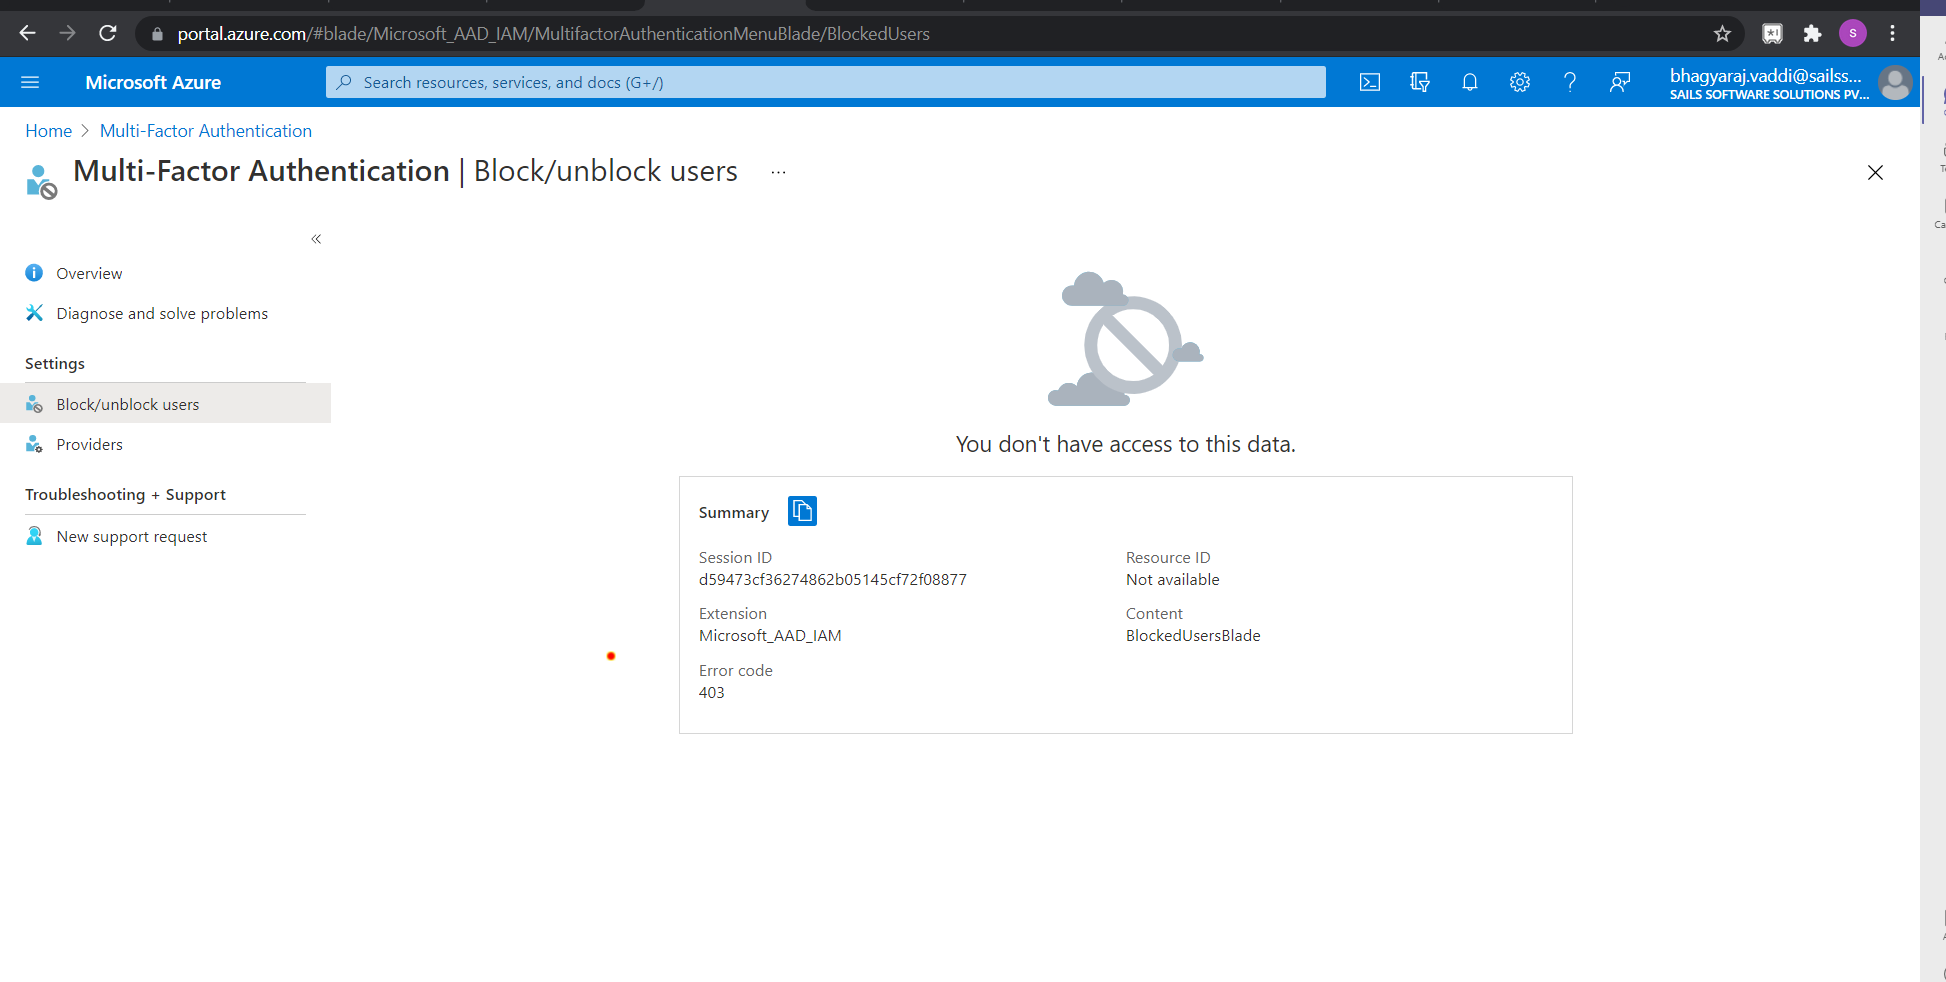 portal.azure.com/#blade/Microsoft_AAD_IAM/MultifactorAuthenticationMenuBlade/BlockedUsers
S
Microsoft Azure
Search resources, services, and docs (G+/)
bhagyaraj.vaddi@sailss...
SAILS SOFTWARE SOLUTIONS PV...
Home > Multi-Factor Authentication
Multi-Factor Authentication | Block/unblock users ...
«
Overview
Diagnose and solve problems
Settings
Block/unblock users
Providers
Troubleshooting + Support
New support request
You don't have access to this data.
Summary
Session ID
d59473cf36274862b05145cf72f08877
Resource ID
Not available
Extension
Microsoft_AAD_IAM
Content
BlockedUsersBlade
Error code
403